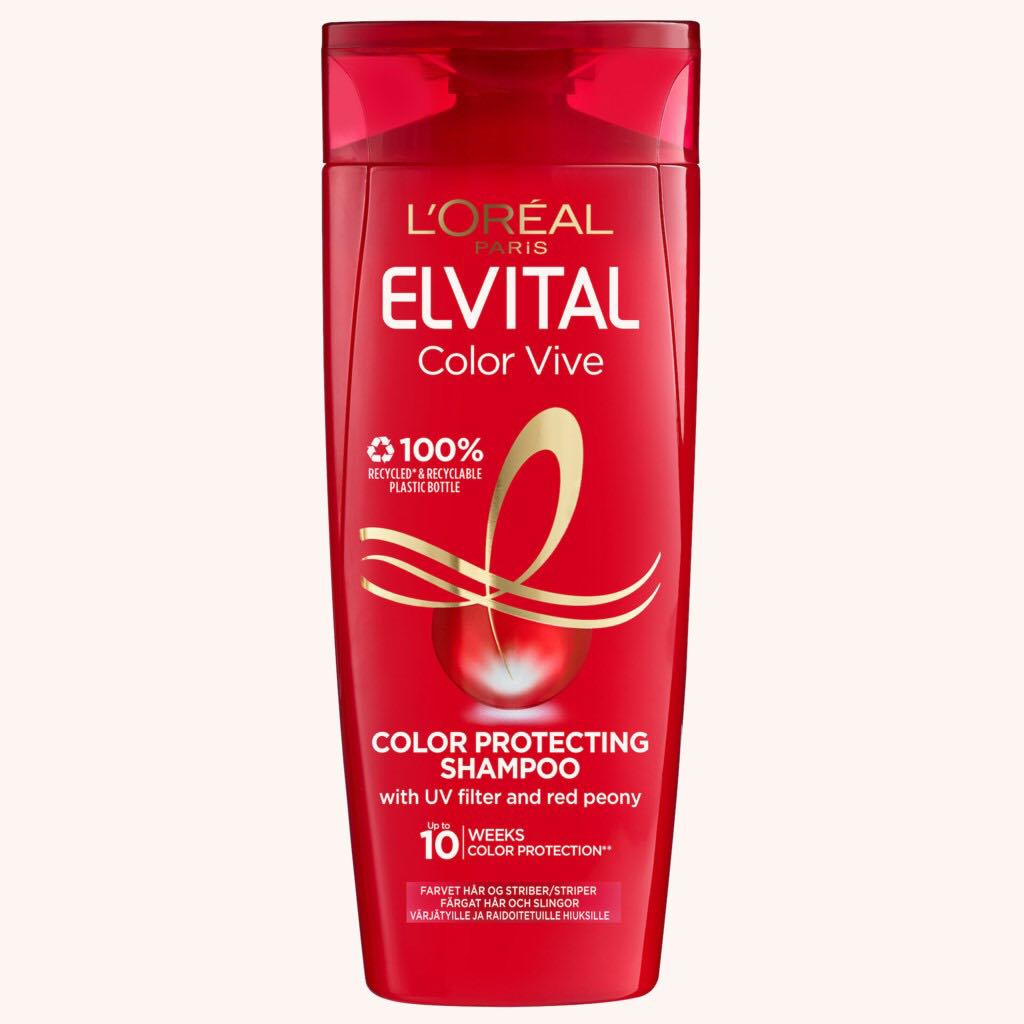 L'ORÉAL
PARIS
ELVITAL
Color Vive
100%
RECYCLED* & RECYCLABLE
PLASTIC BOTTLE
COLOR PROTECTING
SHAMPOO
with UV filter and red peony
Up to
10 WEEKS
COLOR PROTECTION**
FARVET HÅR OG STRIBER/STRIPER
FÄRGAT HÅR OCH SLINGOR
VÄRJÄTYILLE JA RAIDOITETUILLE HIUKSILLE